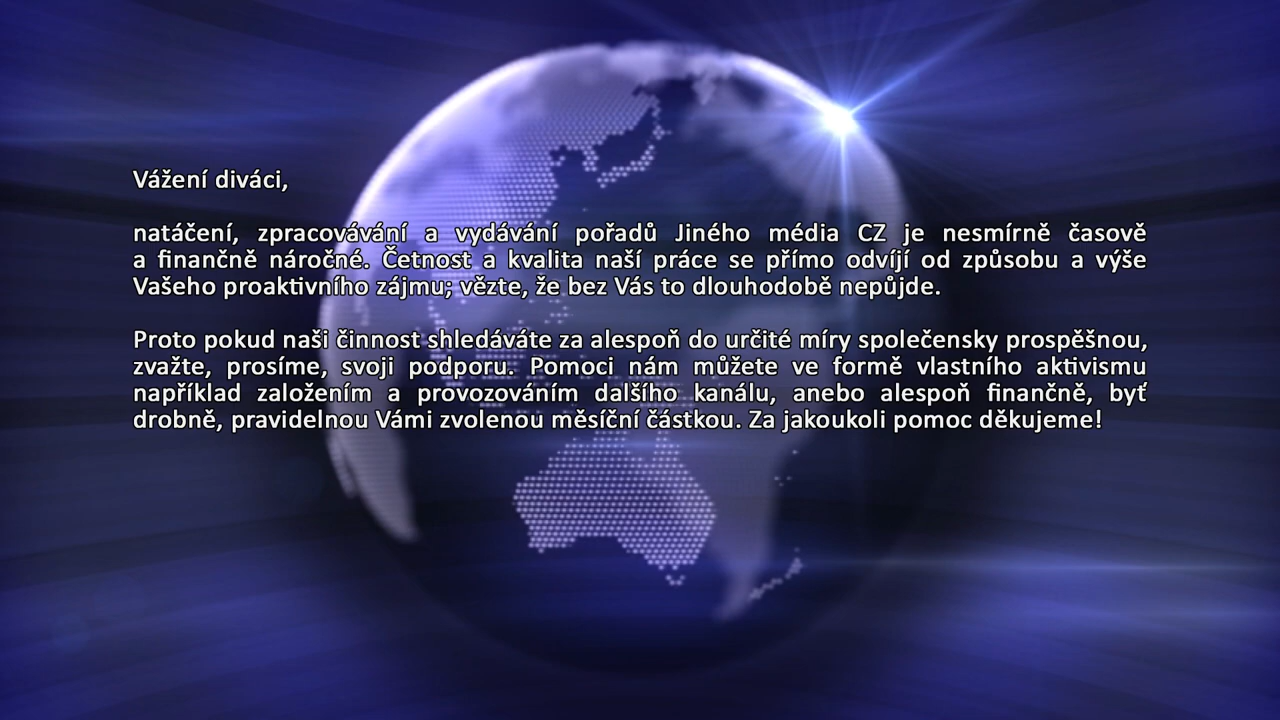 Vážení diváci,
natáčení, zpracovávání a vydávání pořadů Jiného média CZ je nesmírně časově
a finančně náročné. Četnost a kvalita naší práce se přímo odvíjí od způsobu a výše
Vašeho proaktivního zájmu; vězte, že bez Vás to dlouhodobě nepůjde.
Proto pokud naši činnost shledáváte za alespoň do určité míry společensky prospěšnou,
zvažte, prosíme, svoji podporu. Pomoci nám můžete ve formě vlastního aktivismu
například založením a provozováním dalšího kanálu, anebo alespoň finančně, byť
drobně, pravidelnou Vámi zvolenou měsíční částkou. Za jakoukoli pomoc děkujeme!